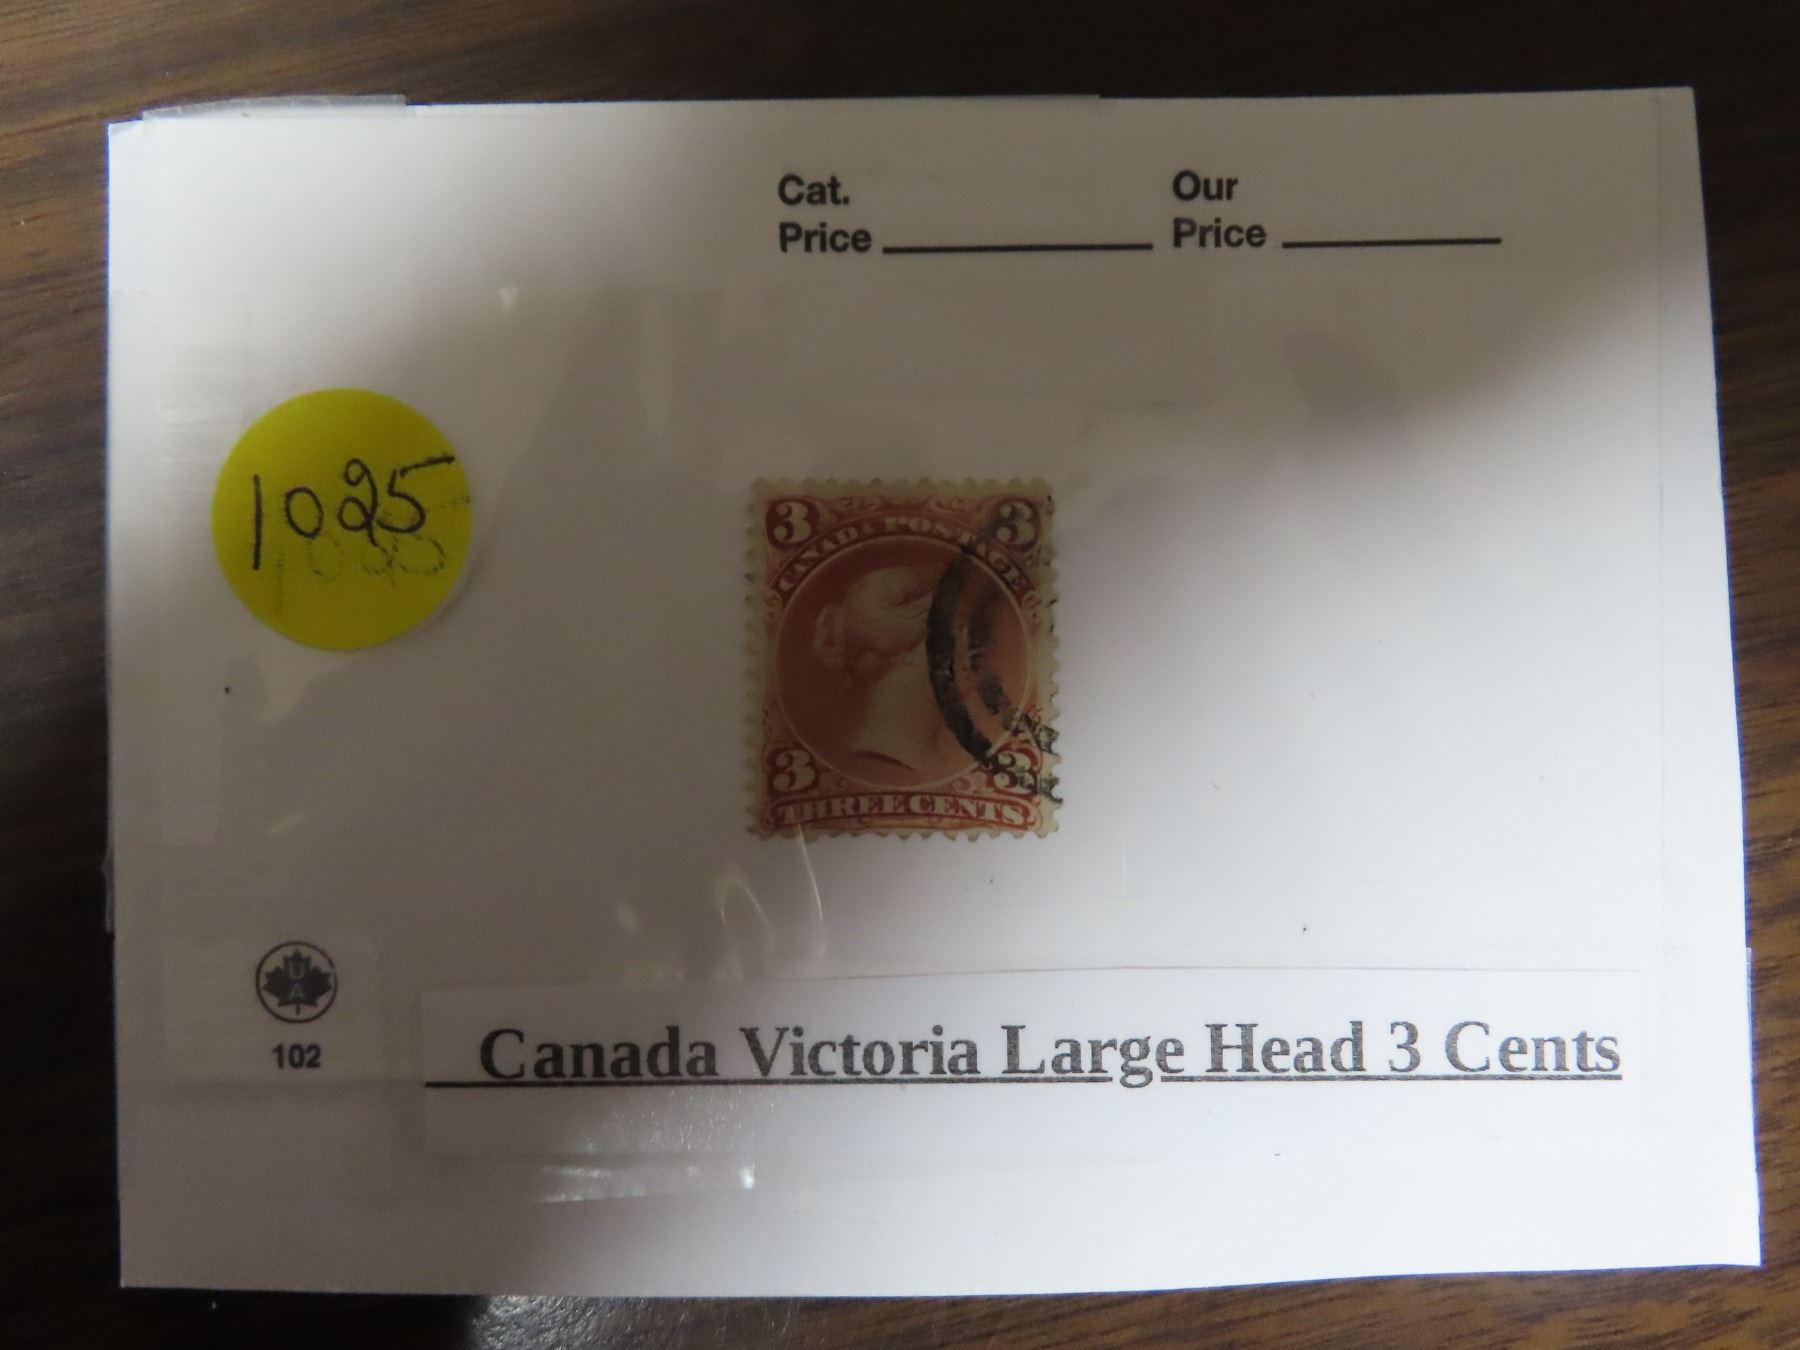 Cat.
Price
Our
Price
1025
3 3
CANADA POSTAGE
3 3
THREE CENTS
U
A
102
Canada Victoria Large Head 3 Cents